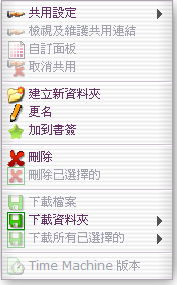 共用設定
檢視及維護共用連結
自訂面板
取消共用
建立新資料夾
更名
加到書簽
刪除
刪除已選擇的
下載檔案
下載資料夾
下載所有已選擇的
Time Machine 版本